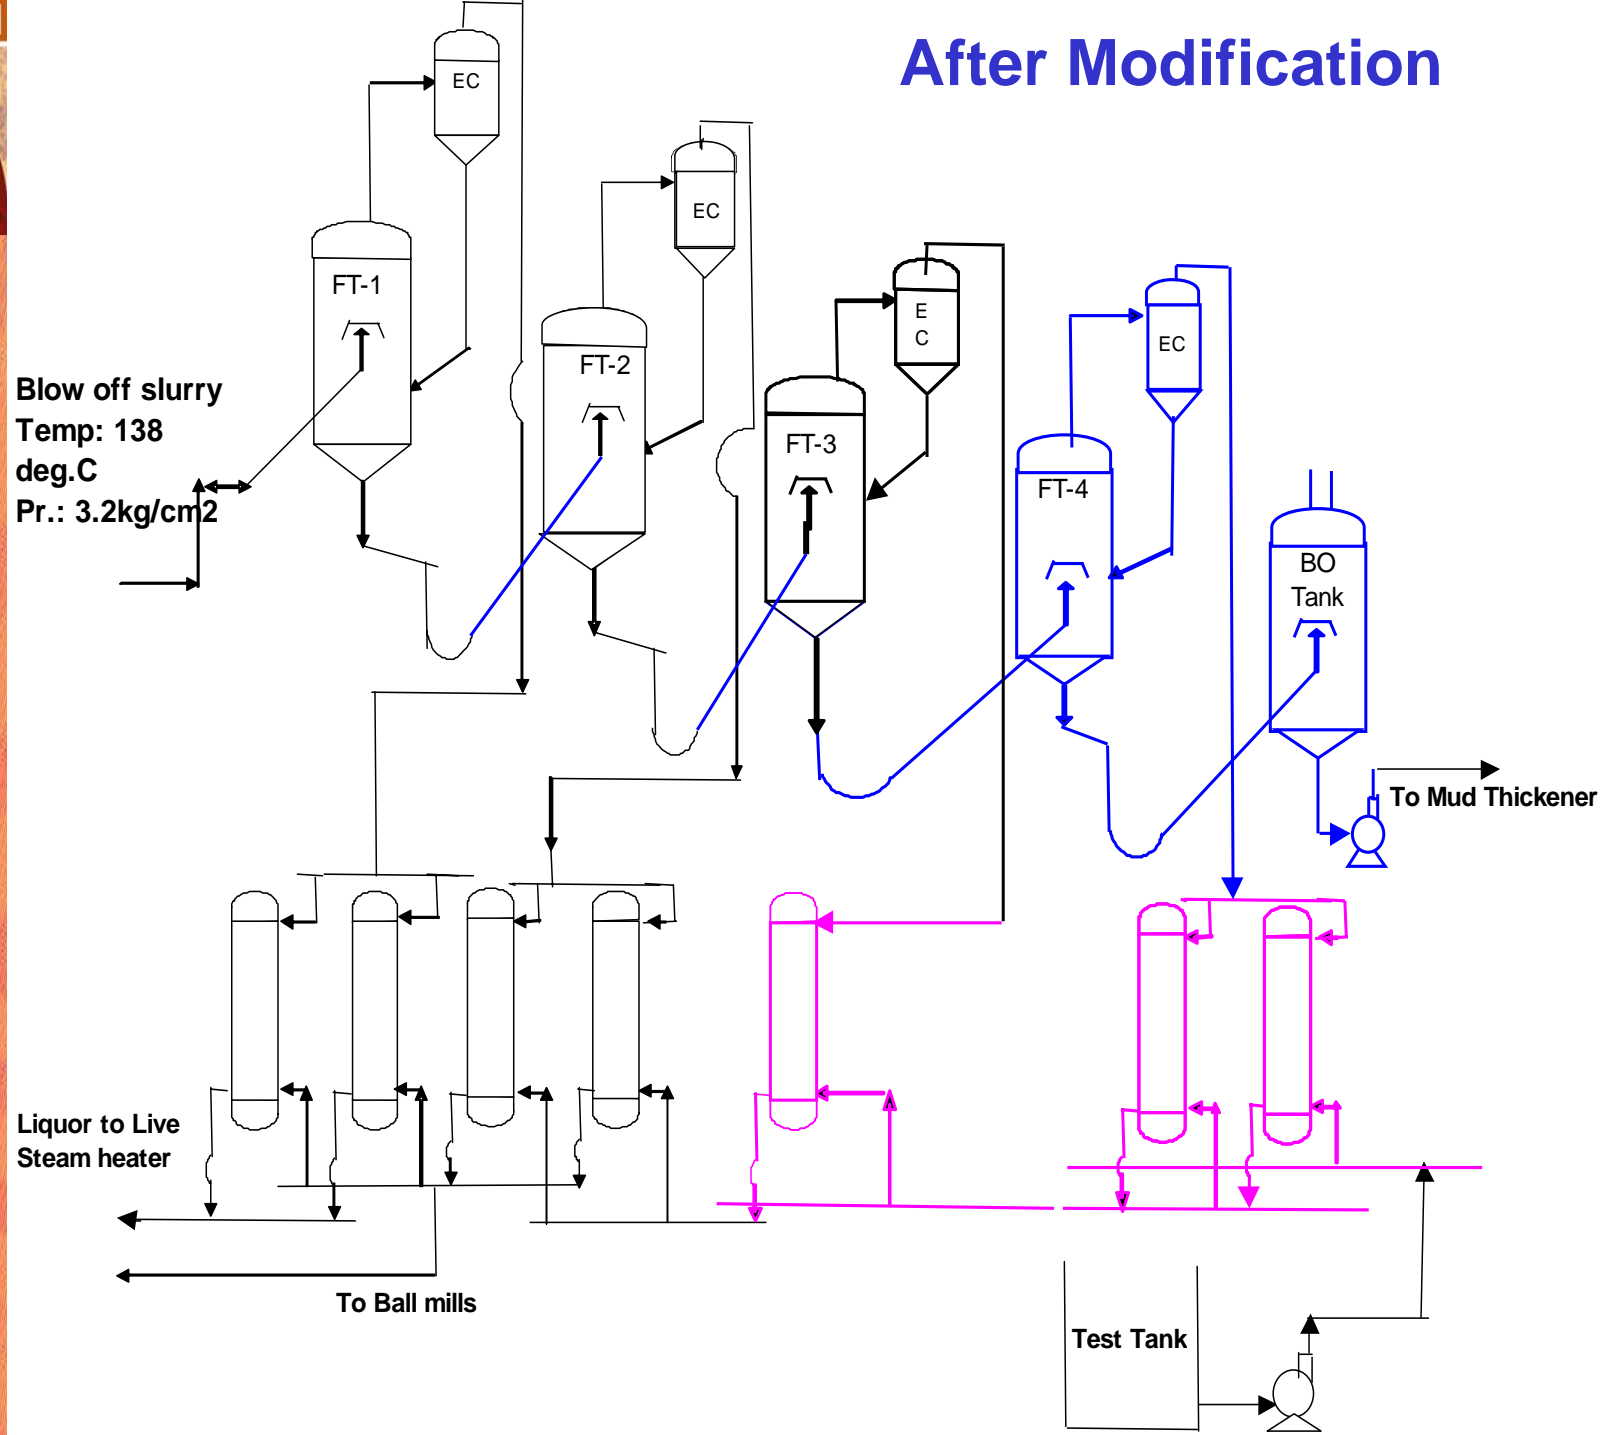 After Modification
EC
EC
FT-1
E
C
EC
FT-2
Blow off slurry
Temp: 138
deg.C
Pr.: 3.2kg/cm2
FT-3
FT-4
BO
Tank
To Mud Thickener
Liquor to Live
Steam heater
To Ball mills
Test Tank